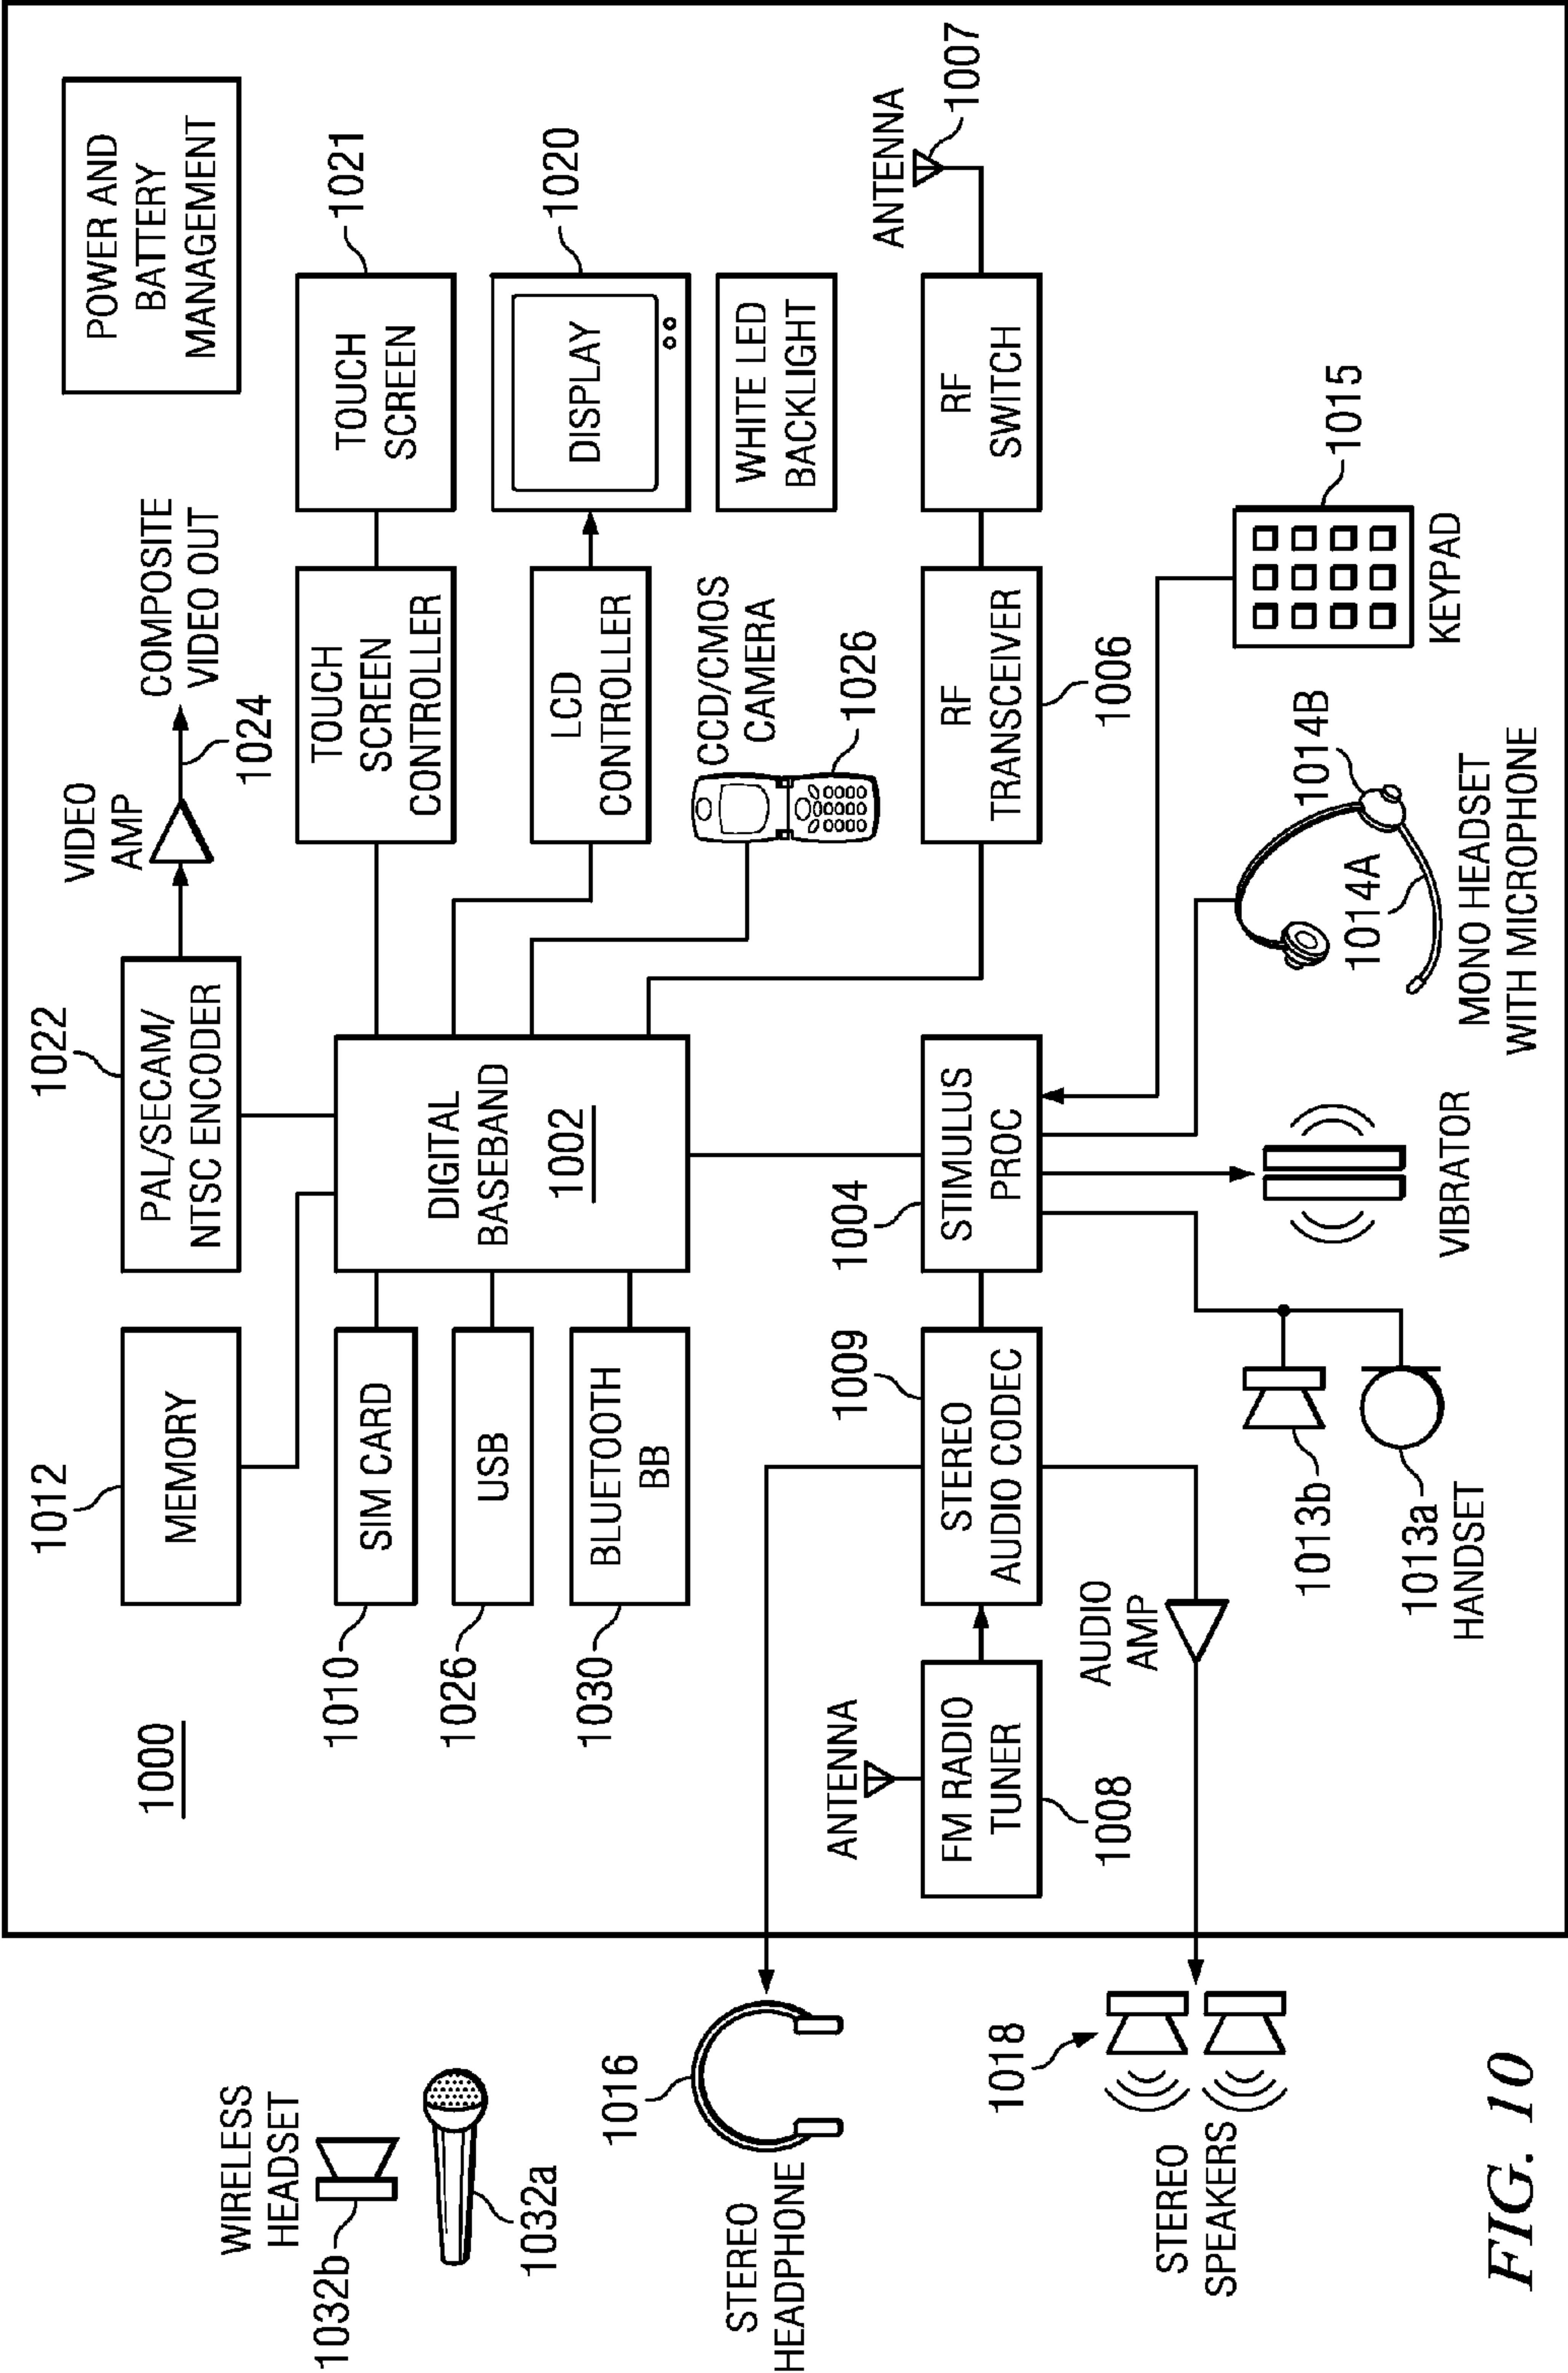 1000
1012
MEMORY
1022
PAL/SECAM/
NTSC ENCODER
VIDEO
AMP
1024
COMPOSITE
VIDEO OUT
POWER AND
BATTERY
MANAGEMENT
WIRELESS
HEADSET
1032b
1032a
1010
SIM CARD
1026
USB
1030
BLUETOOTH
BB
DIGITAL
BASEBAND
1002
TOUCH
SCREEN
CONTROLLER
TOUCH
SCREEN
1021
LCD
CONTROLLER
DISPLAY
1020
CCD/CMOS
CAMERA
1026
WHITE LED
BACKLIGHT
1016
STEREO
HEADPHONE
ANTENNA
FM RADIO
TUNER
1008
1009
STEREO
AUDIO CODEC
1004
STIMULUS
PROC
RF
TRANSCEIVER
1006
RF
SWITCH
ANTENNA
1007
1018
STEREO
SPEAKERS
AUDIO
AMP
1013b
1013a
HANDSET
VIBRATOR
1014A
1014B
MONO HEADSET
WITH MICROPHONE
1015
KEYPAD
FIG. 10